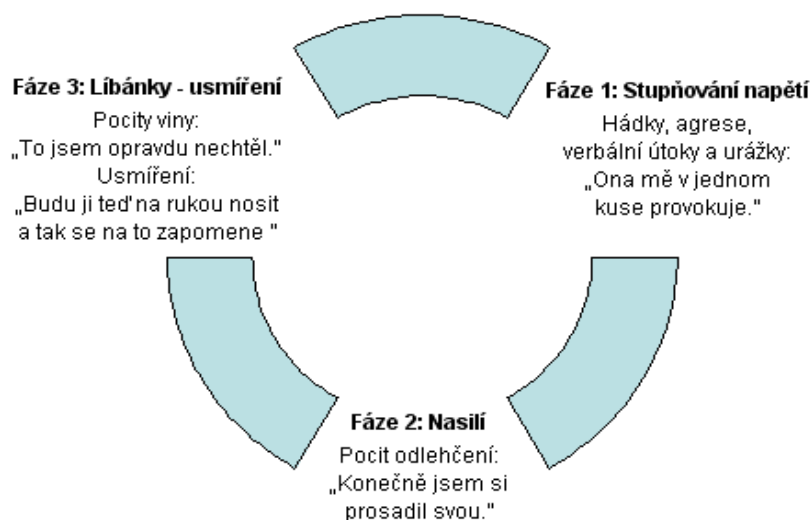 Fáze 3: Líbánky - usmíření
Pocity viny:
„To jsem opravdu nechtěl."
Usmíření:
„Budu ji teď na rukou nosit
a tak se na to zapomene "
Fáze 1: Stupňování napětí
Hádky, agrese,
verbální útoky a urážky:
„Ona mě v jednom
kuse provokuje."
Fáze 2: Nasilí
Pocit odlehčení:
„Konečně jsem si
prosadil svou."